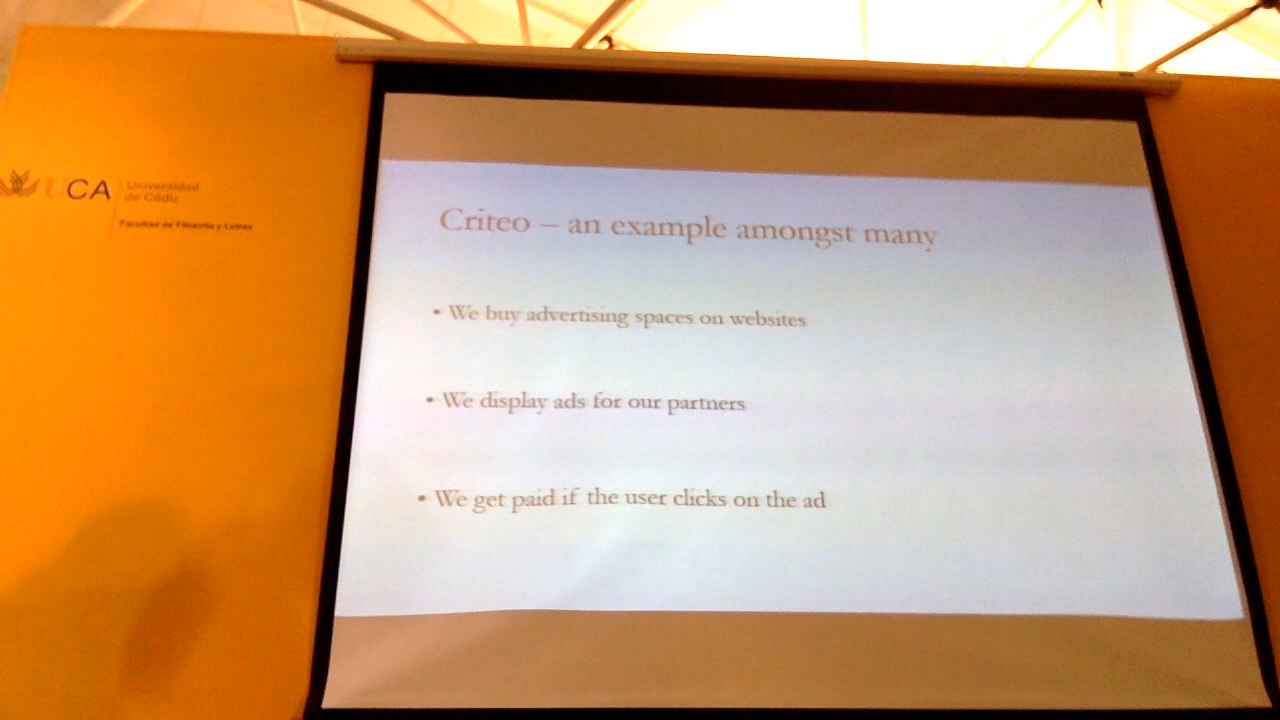 UCA
Universidad
de Cádiz
Facultad de Filosofía y Letras
Criteo – an example amongst many
• We buy advertising spaces on websites
• We display ads for our partners
• We get paid if the user clicks on the ad